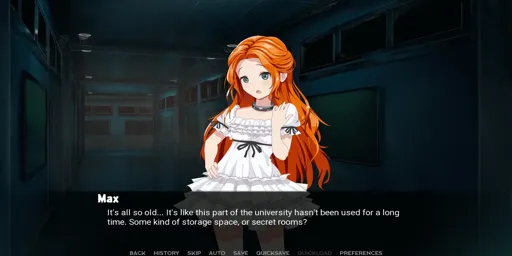 Max
It's all so old... It's like this part of the university hasn't been used for a long
time. Some kind of storage space, or secret rooms?
BACK HISTORY SKIP AUTO SAVE QUICKSAVE QUICKLOAD PREFERENCES